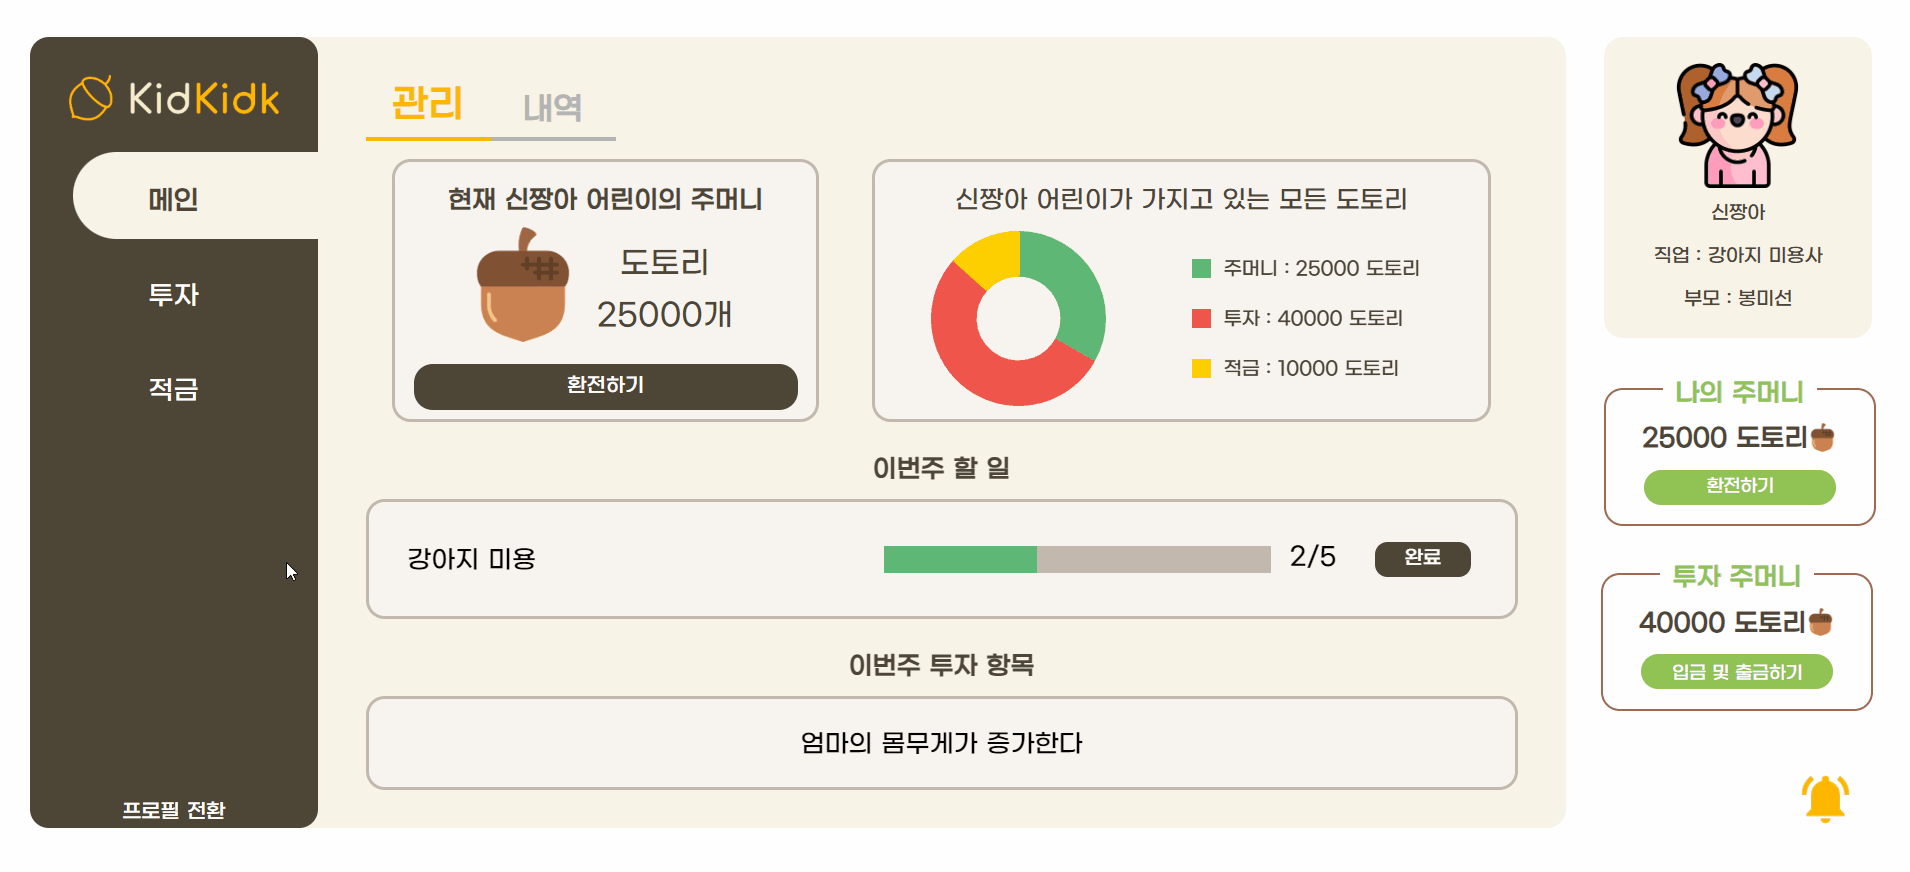 KidKidk
메인
투자
적금
프로필 전환
관리
내역
현재 신짱아 어린이의 주머니
도토리
25000개
환전하기
신짱아 어린이가 가지고 있는 모든 도토리
주머니 : 25000 도토리
투자 : 40000 도토리
적금 : 10000 도토리
이번주 할 일
강아지 미용
2/5
완료
이번주 투자 항목
엄마의 몸무게가 증가한다
신짱아
직업 : 강아지 미용사
부모 : 봉미선
나의 주머니
25000 도토리
환전하기
투자 주머니
40000 도토리
입금 및 출금하기